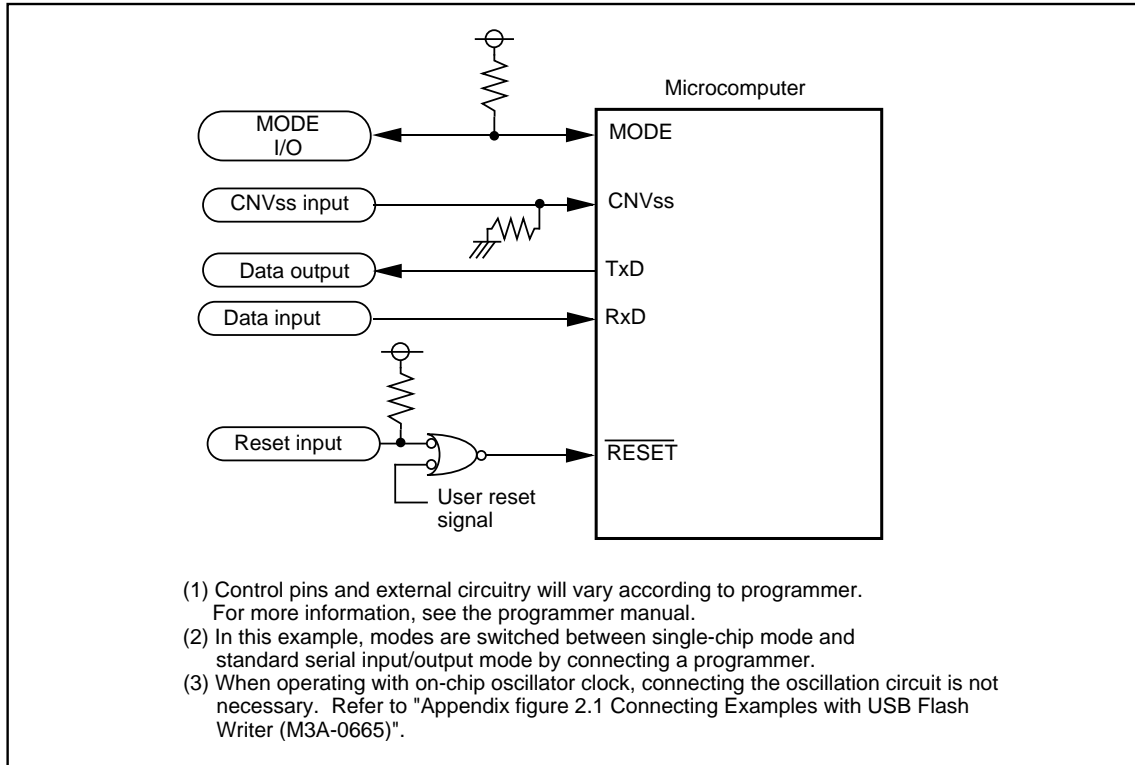 Microcomputer
MODE
I/O
MODE
CNVss input
CNVss
Data output
TxD
Data input
RxD
Reset input
RESET
User reset
signal
(1) Control pins and external circuitry will vary according to programmer.
For more information, see the programmer manual.
(2) In this example, modes are switched between single-chip mode and
standard serial input/output mode by connecting a programmer.
(3) When operating with on-chip oscillator clock, connecting the oscillation circuit is not
necessary. Refer to "Appendix figure 2.1 Connecting Examples with USB Flash
Writer (M3A-0665)".